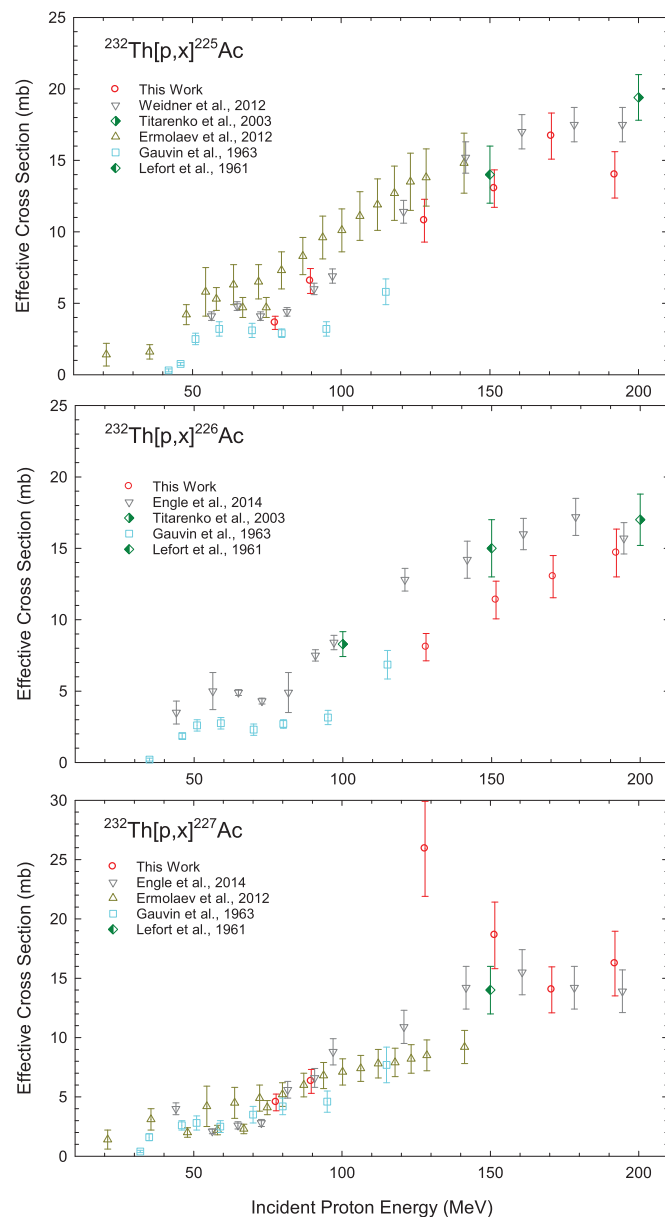 ²³²Th[p,x]²²⁵Ac
This Work
Weidner et al., 2012
Titarenko et al., 2003
Ermolaev et al., 2012
Gauvin et al., 1963
Lefort et al., 1961
Effective Cross Section (mb)
25
20
15
10
5
0
50
100
150
200
²³²Th[p,x]²²⁶Ac
This Work
Engle et al., 2014
Titarenko et al., 2003
Gauvin et al., 1963
Lefort et al., 1961
Effective Cross Section (mb)
25
20
15
10
5
0
50
100
150
200
²³²Th[p,x]²²⁷Ac
This Work
Engle et al., 2014
Ermolaev et al., 2012
Gauvin et al., 1963
Lefort et al., 1961
Effective Cross Section (mb)
30
25
20
15
10
5
0
50
100
150
200
Incident Proton Energy (MeV)